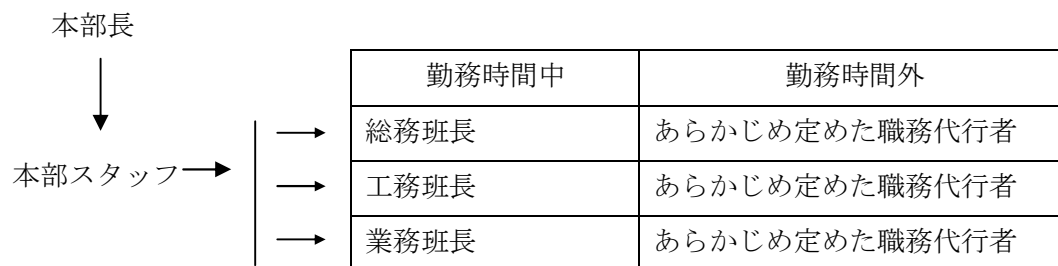 本部長
勤務時間中 勤務時間外
総務班長 あらかじめ定めた職務代行者
本部スタッフ
工務班長 あらかじめ定めた職務代行者
業務班長 あらかじめ定めた職務代行者